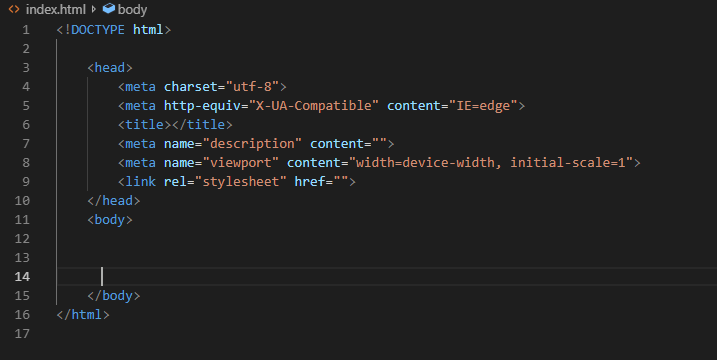 <> index.html > body
1 <!DOCTYPE html>
2
3 <head>
4 <meta charset="utf-8">
5 <meta http-equiv="X-UA-Compatible" content="IE=edge">
6 <title></title>
7 <meta name="description" content="">
8 <meta name="viewport" content="width=device-width, initial-scale=1">
9 <link rel="stylesheet" href="">
10 </head>
11 <body>
12
13
14
15 </body>
16 </html>
17